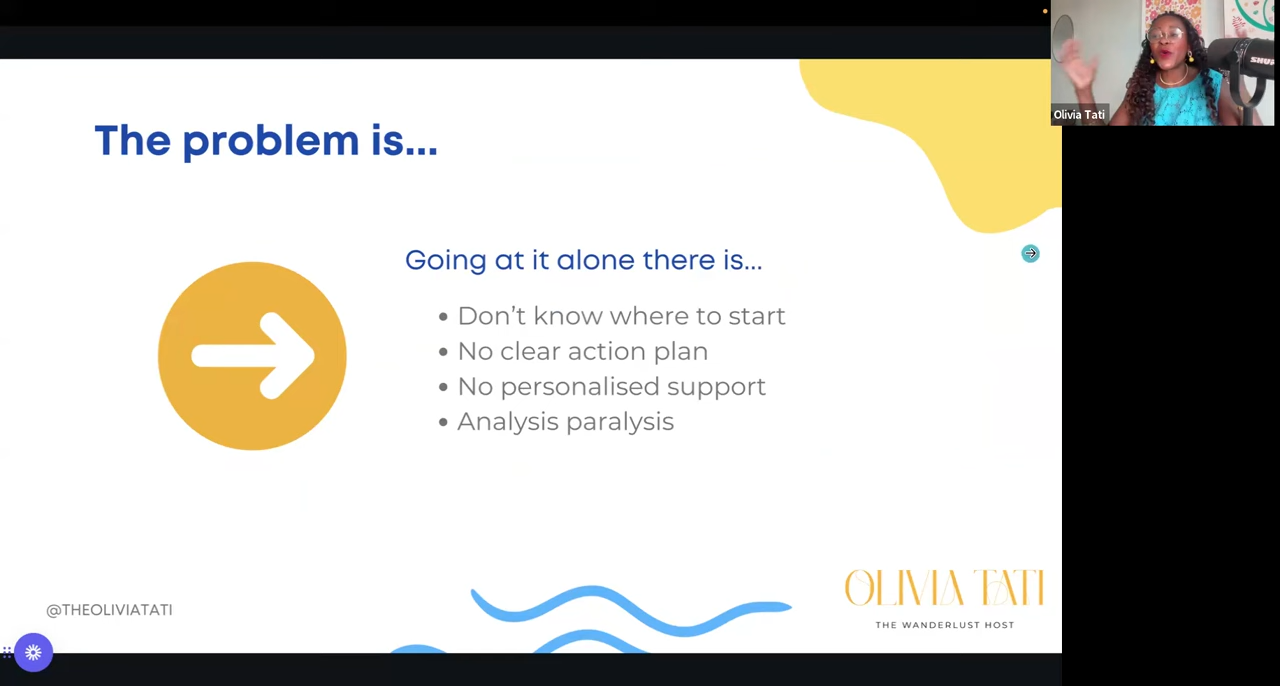 The problem is...
Going at it alone there is...
• Don’t know where to start
• No clear action plan
• No personalised support
• Analysis paralysis
@THEOLIVIATATI
OLIVIA TATI
THE WANDERLUST HOST
Olivia Tati
SHURE